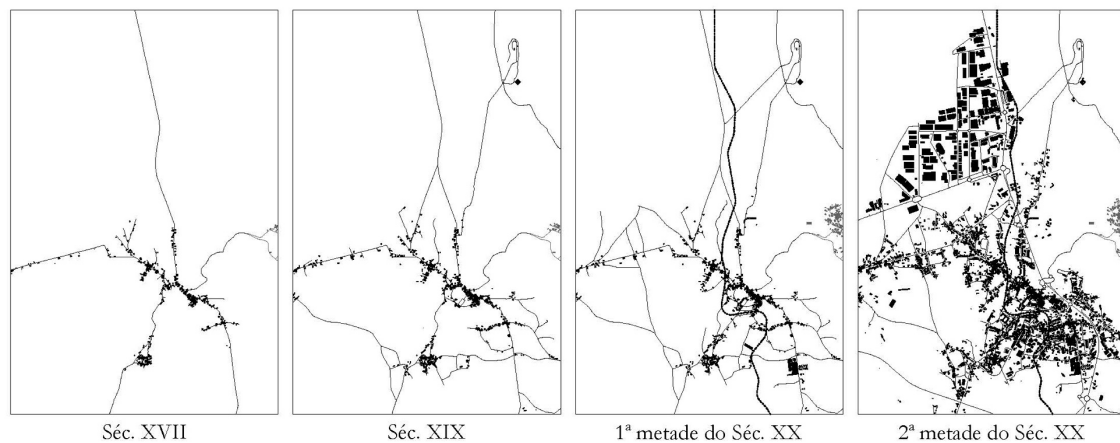 Séc. XVII
Séc. XIX
1ª metade do Séc. XX
2ª metade do Séc. XX